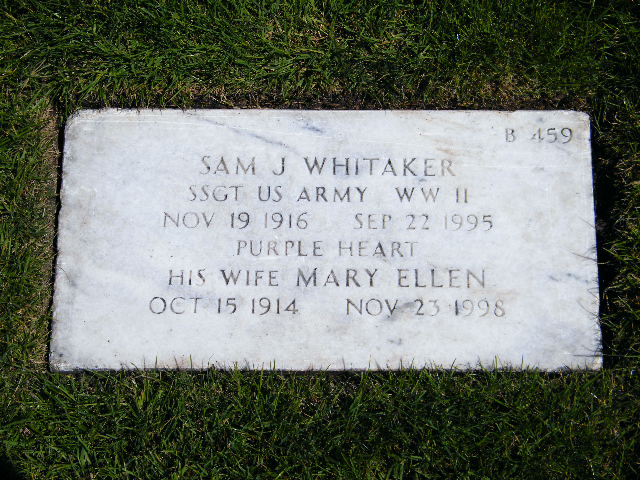 B 459
SAM J WHITAKER
SSGT US ARMY WW II
NOV 19 1916 SEP 22 1995
PURPLE HEART
HIS WIFE MARY ELLEN
OCT 15 1914 NOV 23 1998